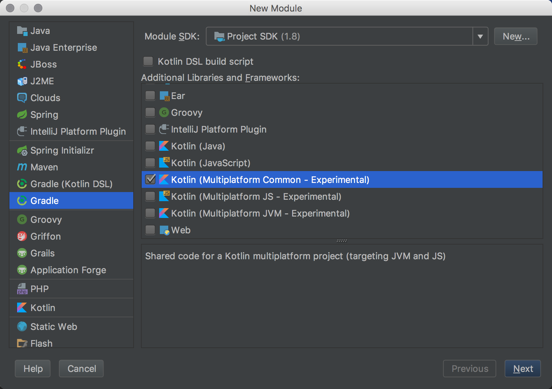 New Module
Java
Java Enterprise
JBoss
J2ME
Clouds
Spring
IntelliJ Platform Plugin
Spring Initializr
Maven
Gradle (Kotlin DSL)
Gradle
Groovy
Griffon
Grails
Application Forge
PHP
Kotlin
Static Web
Flash
Module SDK: Project SDK (1.8) New...
Kotlin DSL build script
Additional Libraries and Frameworks:
Ear
Groovy
IntelliJ Platform Plugin
Kotlin (Java)
Kotlin (JavaScript)
Kotlin (Multiplatform Common - Experimental)
Kotlin (Multiplatform JS - Experimental)
Kotlin (Multiplatform JVM - Experimental)
Web
Shared code for a Kotlin multiplatform project (targeting JVM and JS)
Help Cancel Previous Next